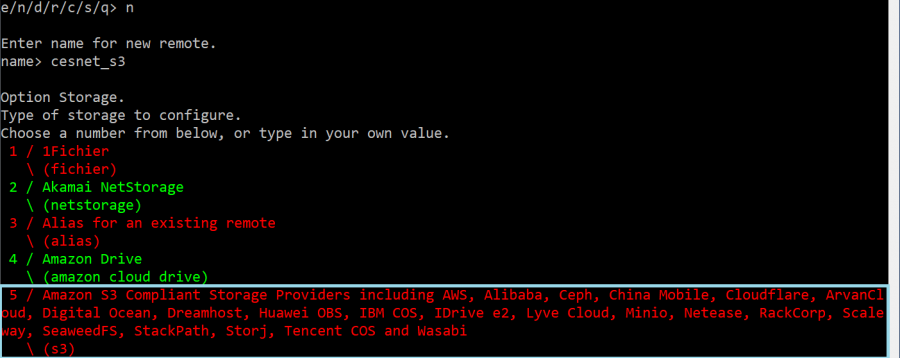 e/n/d/r/c/s/q> n
Enter name for new remote.
name> cesnet_s3
Option Storage.
Type of storage to configure.
Choose a number from below, or type in your own value.
1 / 1Fichier
\ (fichier)
2 / Akamai NetStorage
\ (netstorage)
3 / Alias for an existing remote
\ (alias)
4 / Amazon Drive
\ (amazon cloud drive)
5 / Amazon S3 Compliant Storage Providers including AWS, Alibaba, Ceph, China Mobile, Cloudflare, ArvanCl
oud, Digital Ocean, Dreamhost, Huawei OBS, IBM COS, IDrive e2, Lyve Cloud, Minio, Netease, RackCorp, Scale
way, SeaweedFS, StackPath, Storj, Tencent COS and Wasabi
\ (s3)